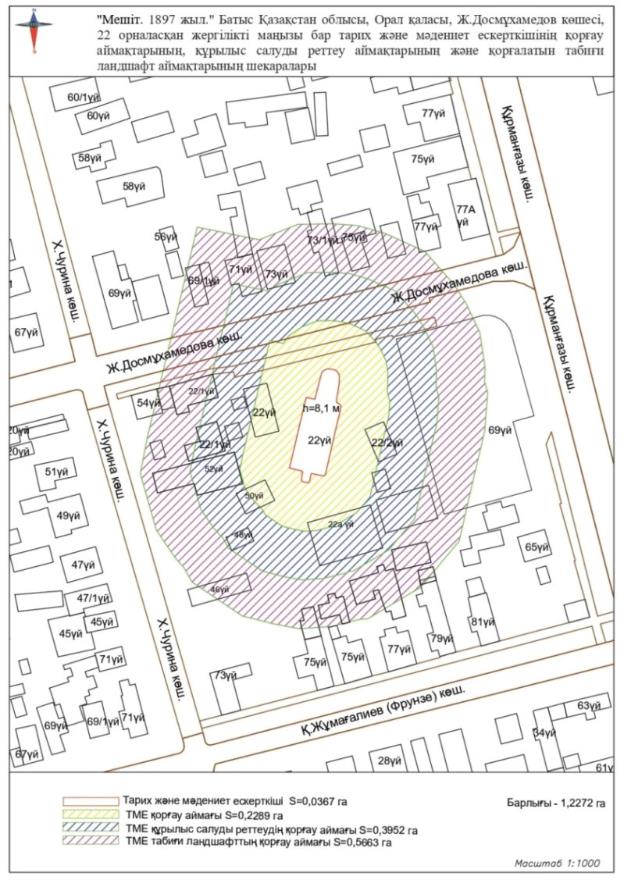 "Мешіт. 1897 жыл." Батыс Қазақстан облысы, Орал қаласы, Ж.Досмұхамедов көшесі,
22 орналасқан жергілікті маңызы бар тарих және мәдениет ескерткішінің қорғау
аймақтарының, құрылыс салуды реттеу аймақтарының және қорғалатын табиғи
ландшафт аймақтарының шекаралары
60/1үй
60үй
58үй
58үй
56үй
69үй
67үй
Х.Чурина көш.
77үй
75үй
77А
үй
77үй
Құрманғазы көш.
73/1үй
75үй
71үй
73үй
69/1үй
Ж.Досмұхамедова көш.
Ж.Досмұхамедова көш.
Құрманғазы көш.
54үй
22/1үй
22үй
h=8,1 м
22үй
22/1үй
22/2үй
69үй
52үй
50үй
22а үй
48үй
46үй
20үй
20үй
51үй
49үй
47үй
47/1үй
45үй
45үй
71үй
Х.Чурина көш.
Х.Чурина көш.
65үй
81үй
79үй
77үй
75үй
75үй
73үй
69үй
69/1үй
71үй
67үй
Қ.Жұмағалиев (Фрунзе) көш.
63үй
34үй
28үй
61ү
Тарих және мәдениет ескерткіші S=0,0367 га
ТМЕ қорғау аймағы S=0,2289 га
ТМЕ құрылыс салуды реттеудің қорғау аймағы S=0,3952 га
ТМЕ табиғи ландшафттың қорғау аймағы S=0,5663 га
Барлығы - 1,2272 га
Масштаб 1:1000